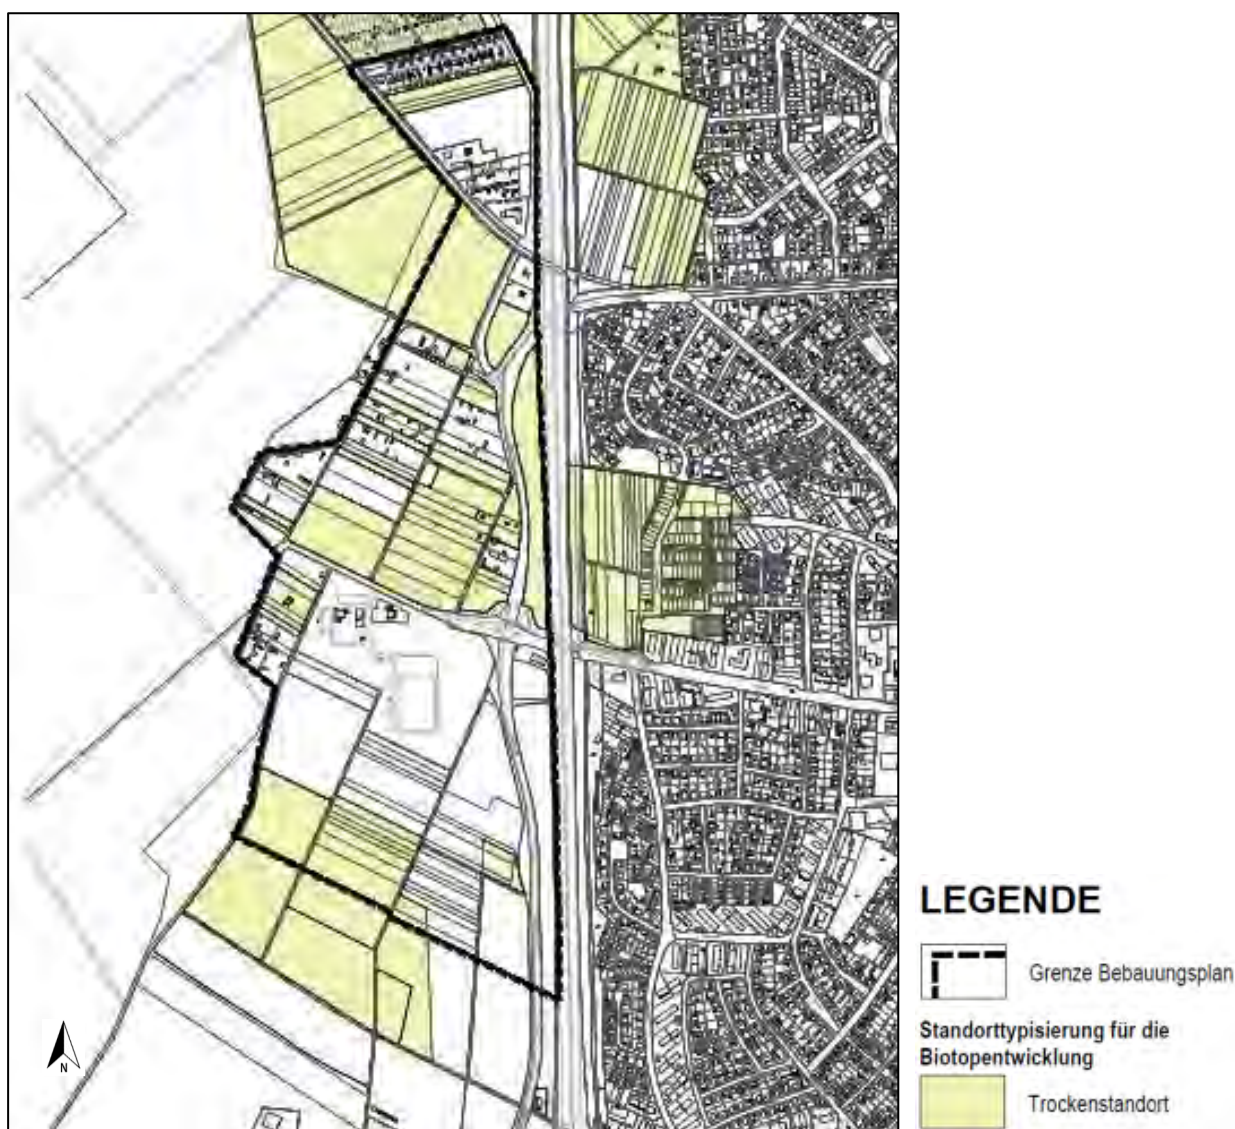 N
LEGENDE
Grenze Bebauungsplan
Standorttypisierung für die
Biotopentwicklung
Trockenstandort